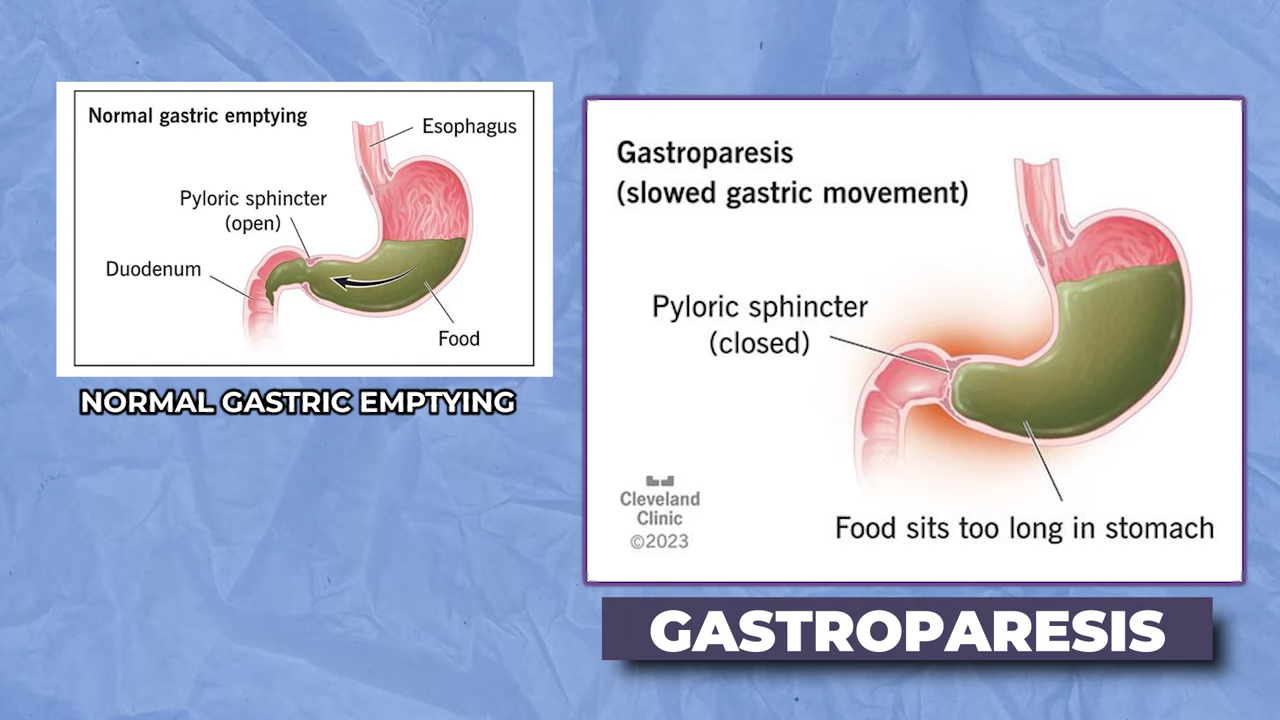 Normal gastric emptying
Esophagus
Pyloric sphincter
(open)
Duodenum
Food
NORMAL GASTRIC EMPTYING
Gastroparesis
(slowed gastric movement)
Pyloric sphincter
(closed)
Cleveland
Clinic
©2023
Food sits too long in stomach
GASTROPARESIS